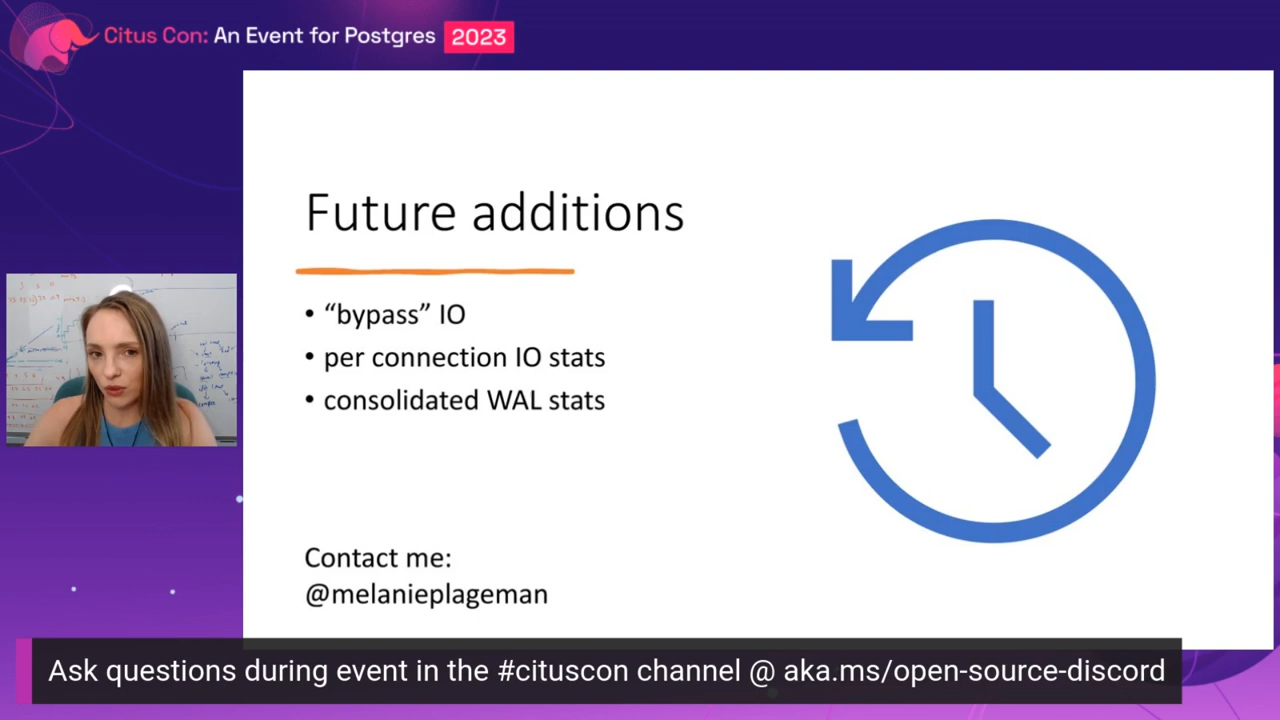 Citus Con: An Event for Postgres 2023
Future additions
• “bypass” IO
• per connection IO stats
• consolidated WAL stats
Contact me:
@melanieplageman
Ask questions during event in the #cituscon channel @ aka.ms/open-source-discord